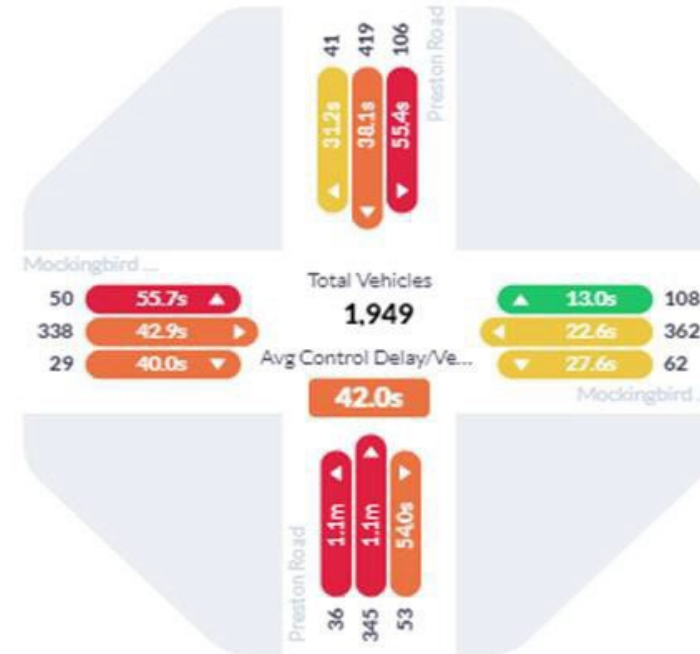 41 419 106
Preston Road
31.2s 38.1s 55.4s
Mockingbird ...
50 55.7s
338 42.9s
29 40.0s
Total Vehicles
1,949
Avg Control Delay/Ve...
42.0s
13.0s 108
22.6s 362
27.6s 62
Mockingbird .
Preston Road
1.1m 1.1m 54.0s
36 345 53